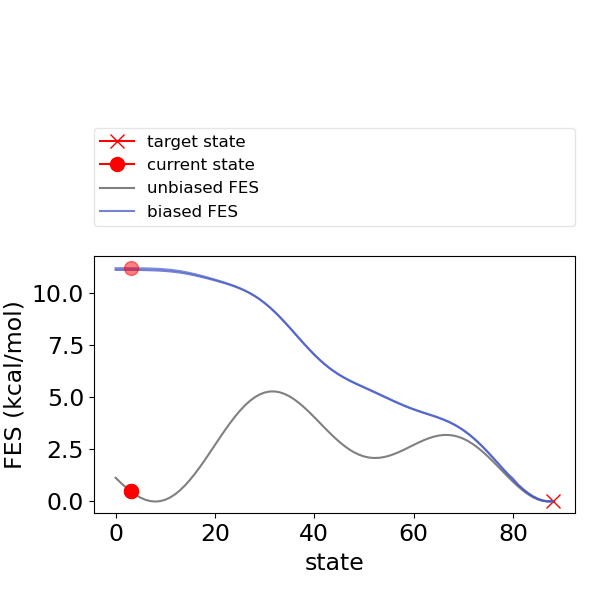 target state
current state
unbiased FES
biased FES
10.0
7.5
5.0
2.5
0.0
FES (kcal/mol)
0 20 40 60 80
state